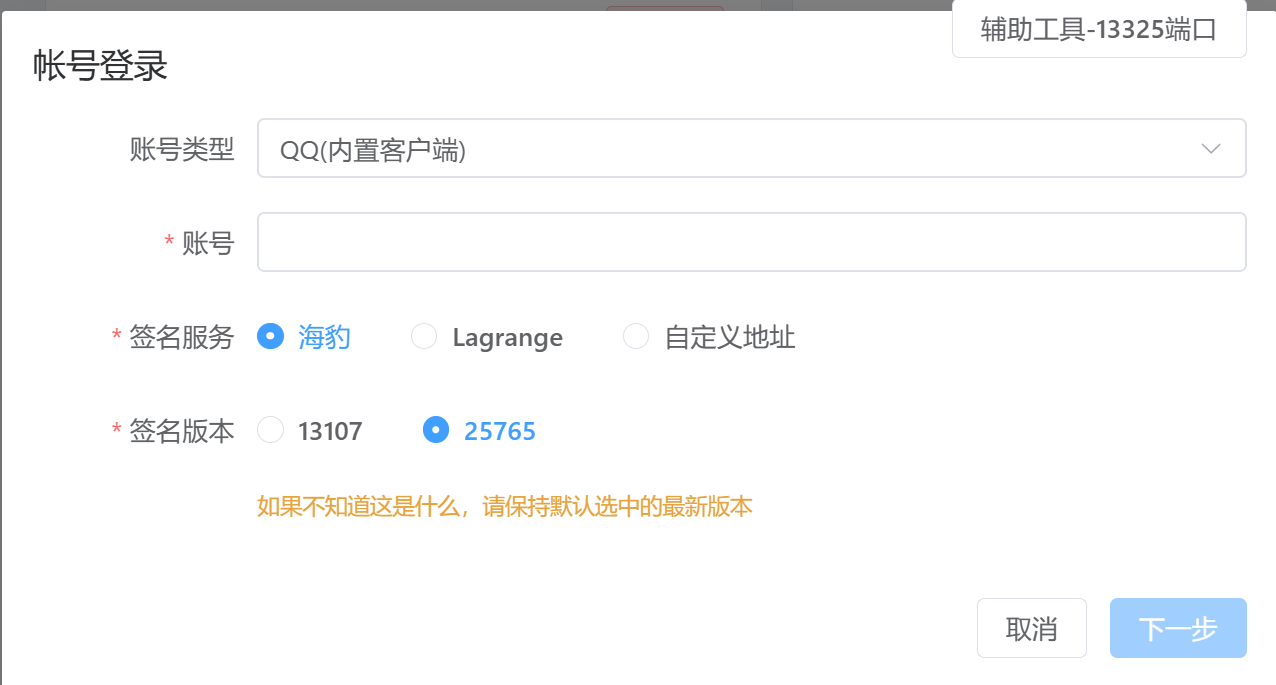 辅助工具-13325端口
帐号登录
账号类型 QQ(内置客户端)
* 账号
* 签名服务 海豹 Lagrange 自定义地址
* 签名版本 13107 25765
如果不知道这是什么，请保持默认选中的最新版本
取消 下一步